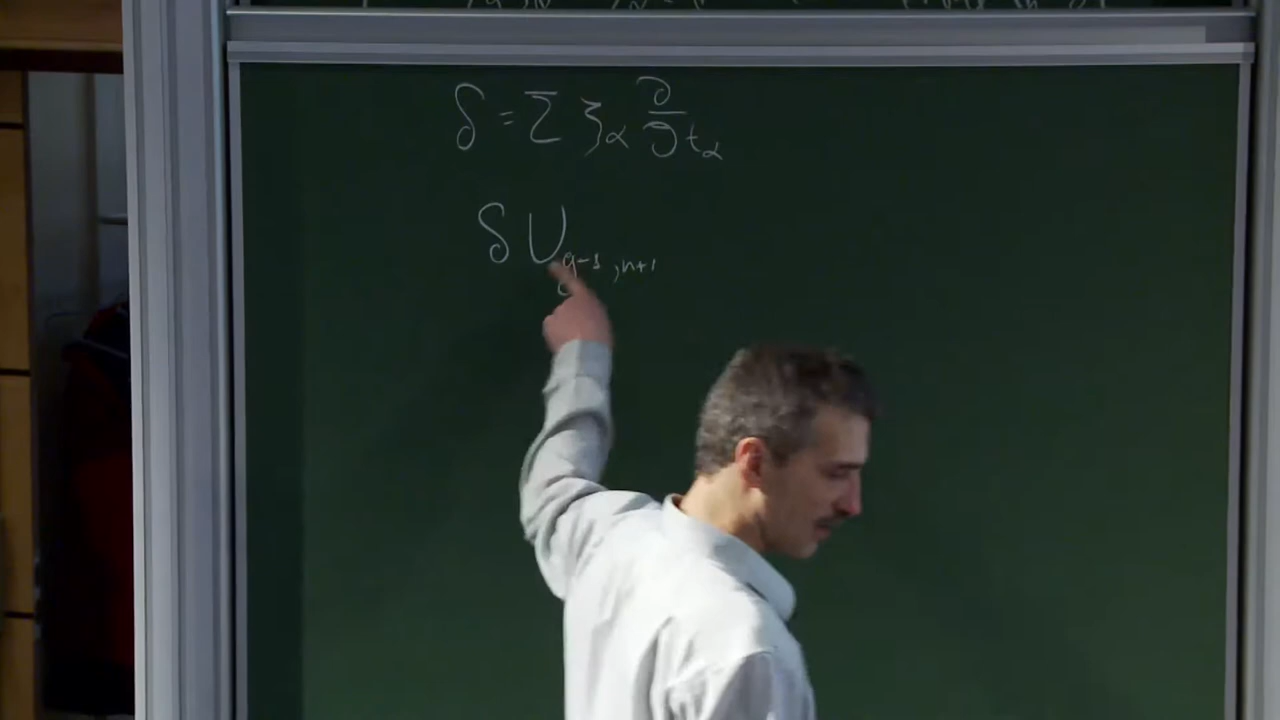 δ = Σ ξ_α ∂/∂t_α
δ U_{g-1, n+1}